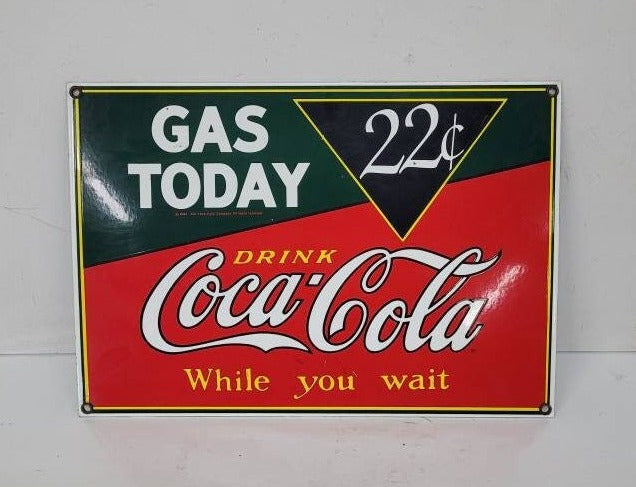 GAS
TODAY
22¢
DRINK
Coca-Cola
While you wait